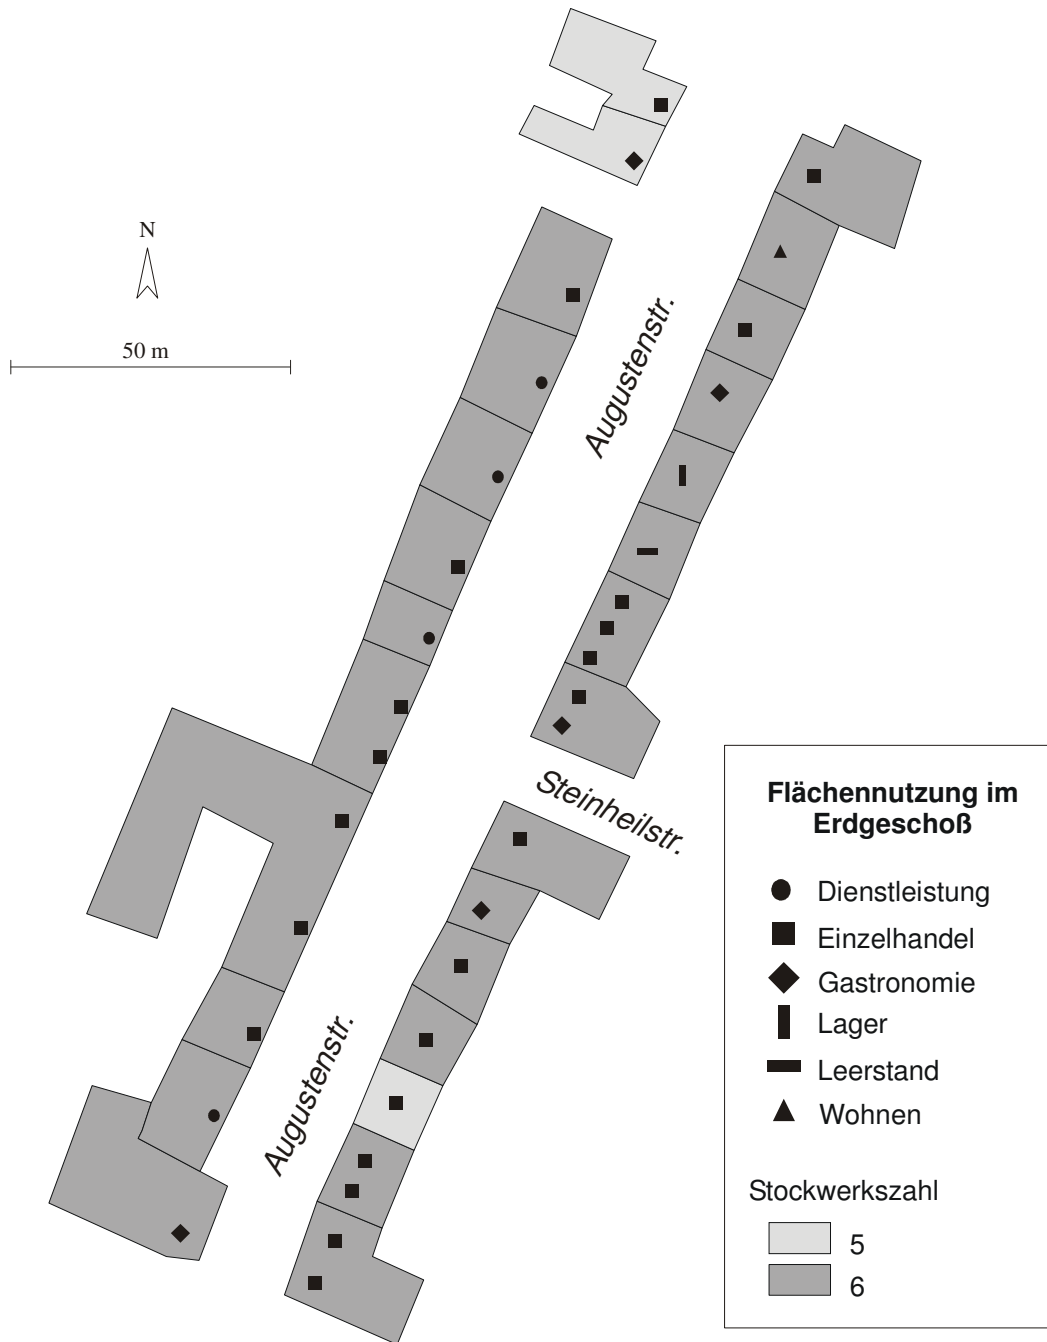 N
50 m
Augustenstr.
Steinheilstr.
Augustenstr.
Flächennutzung im
Erdgeschoß
Dienstleistung
Einzelhandel
Gastronomie
Lager
Leerstand
Wohnen
Stockwerkszahl
5
6